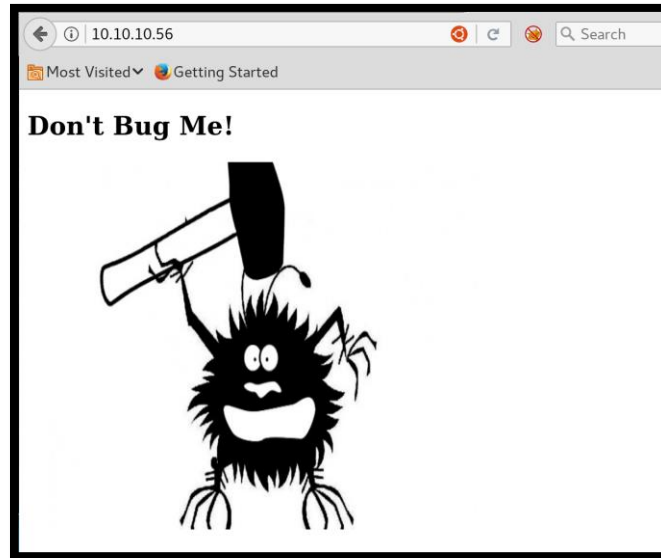 10.10.10.56
Search
Most Visited
Getting Started
Don't Bug Me!